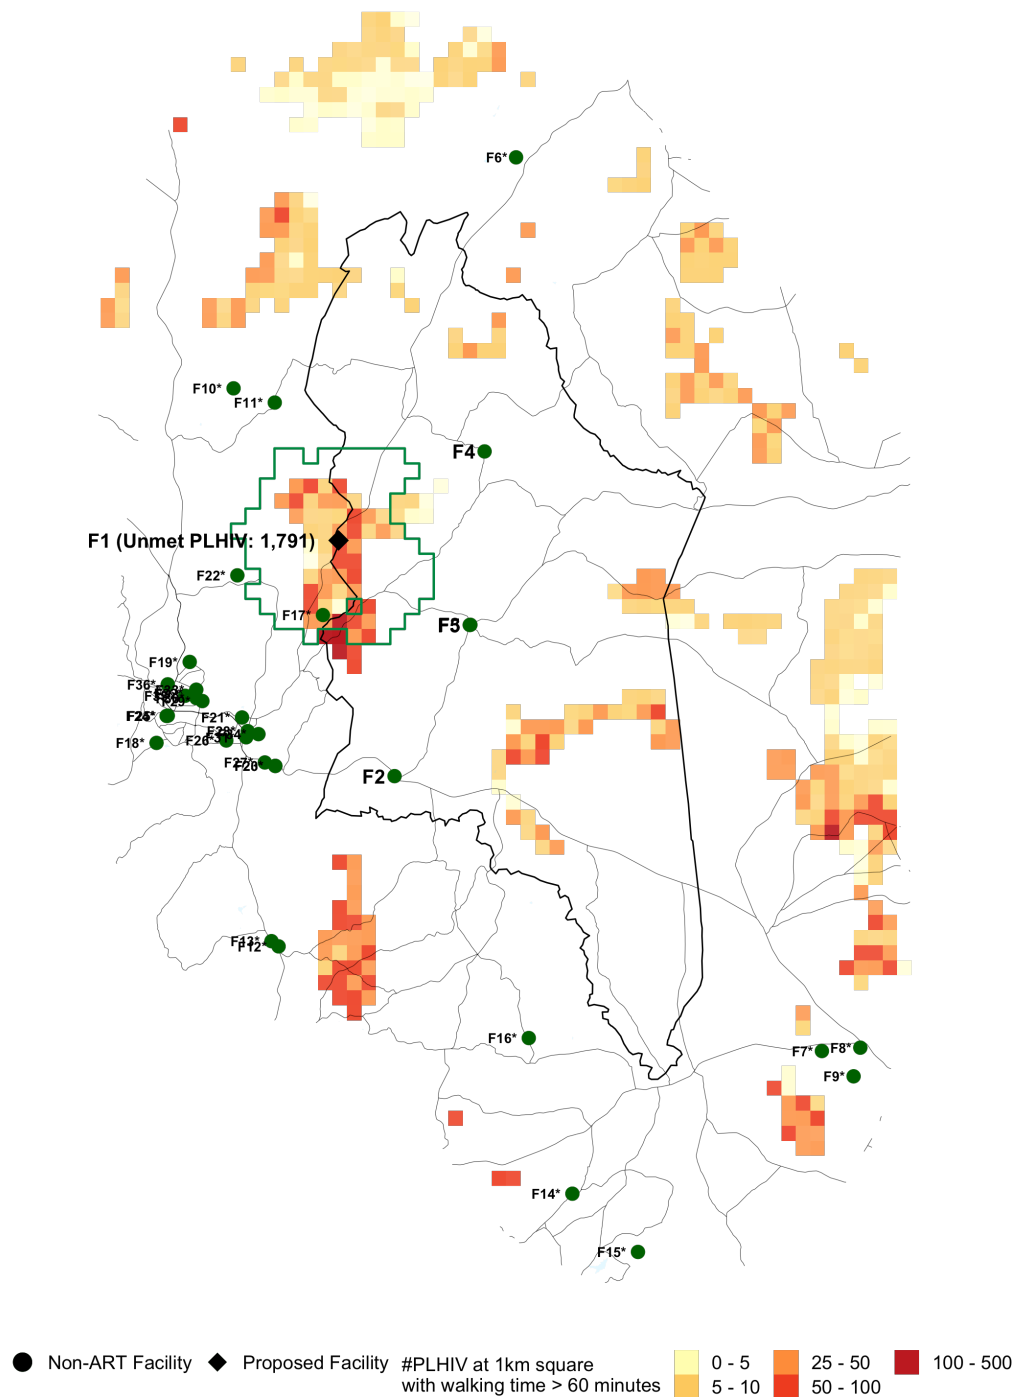 F6*
F10*
F11*
F4
F1 (Unmet PLHIV: 1,791)
F22*
F17*
F19*
F36*
F21*
F18*
F2
F13*
F12*
F16*
F7*
F8*
F9*
F14*
F15*
Non-ART Facility
Proposed Facility
#PLHIV at 1km square
with walking time > 60 minutes
0 - 5
5 - 10
25 - 50
50 - 100
100 - 500